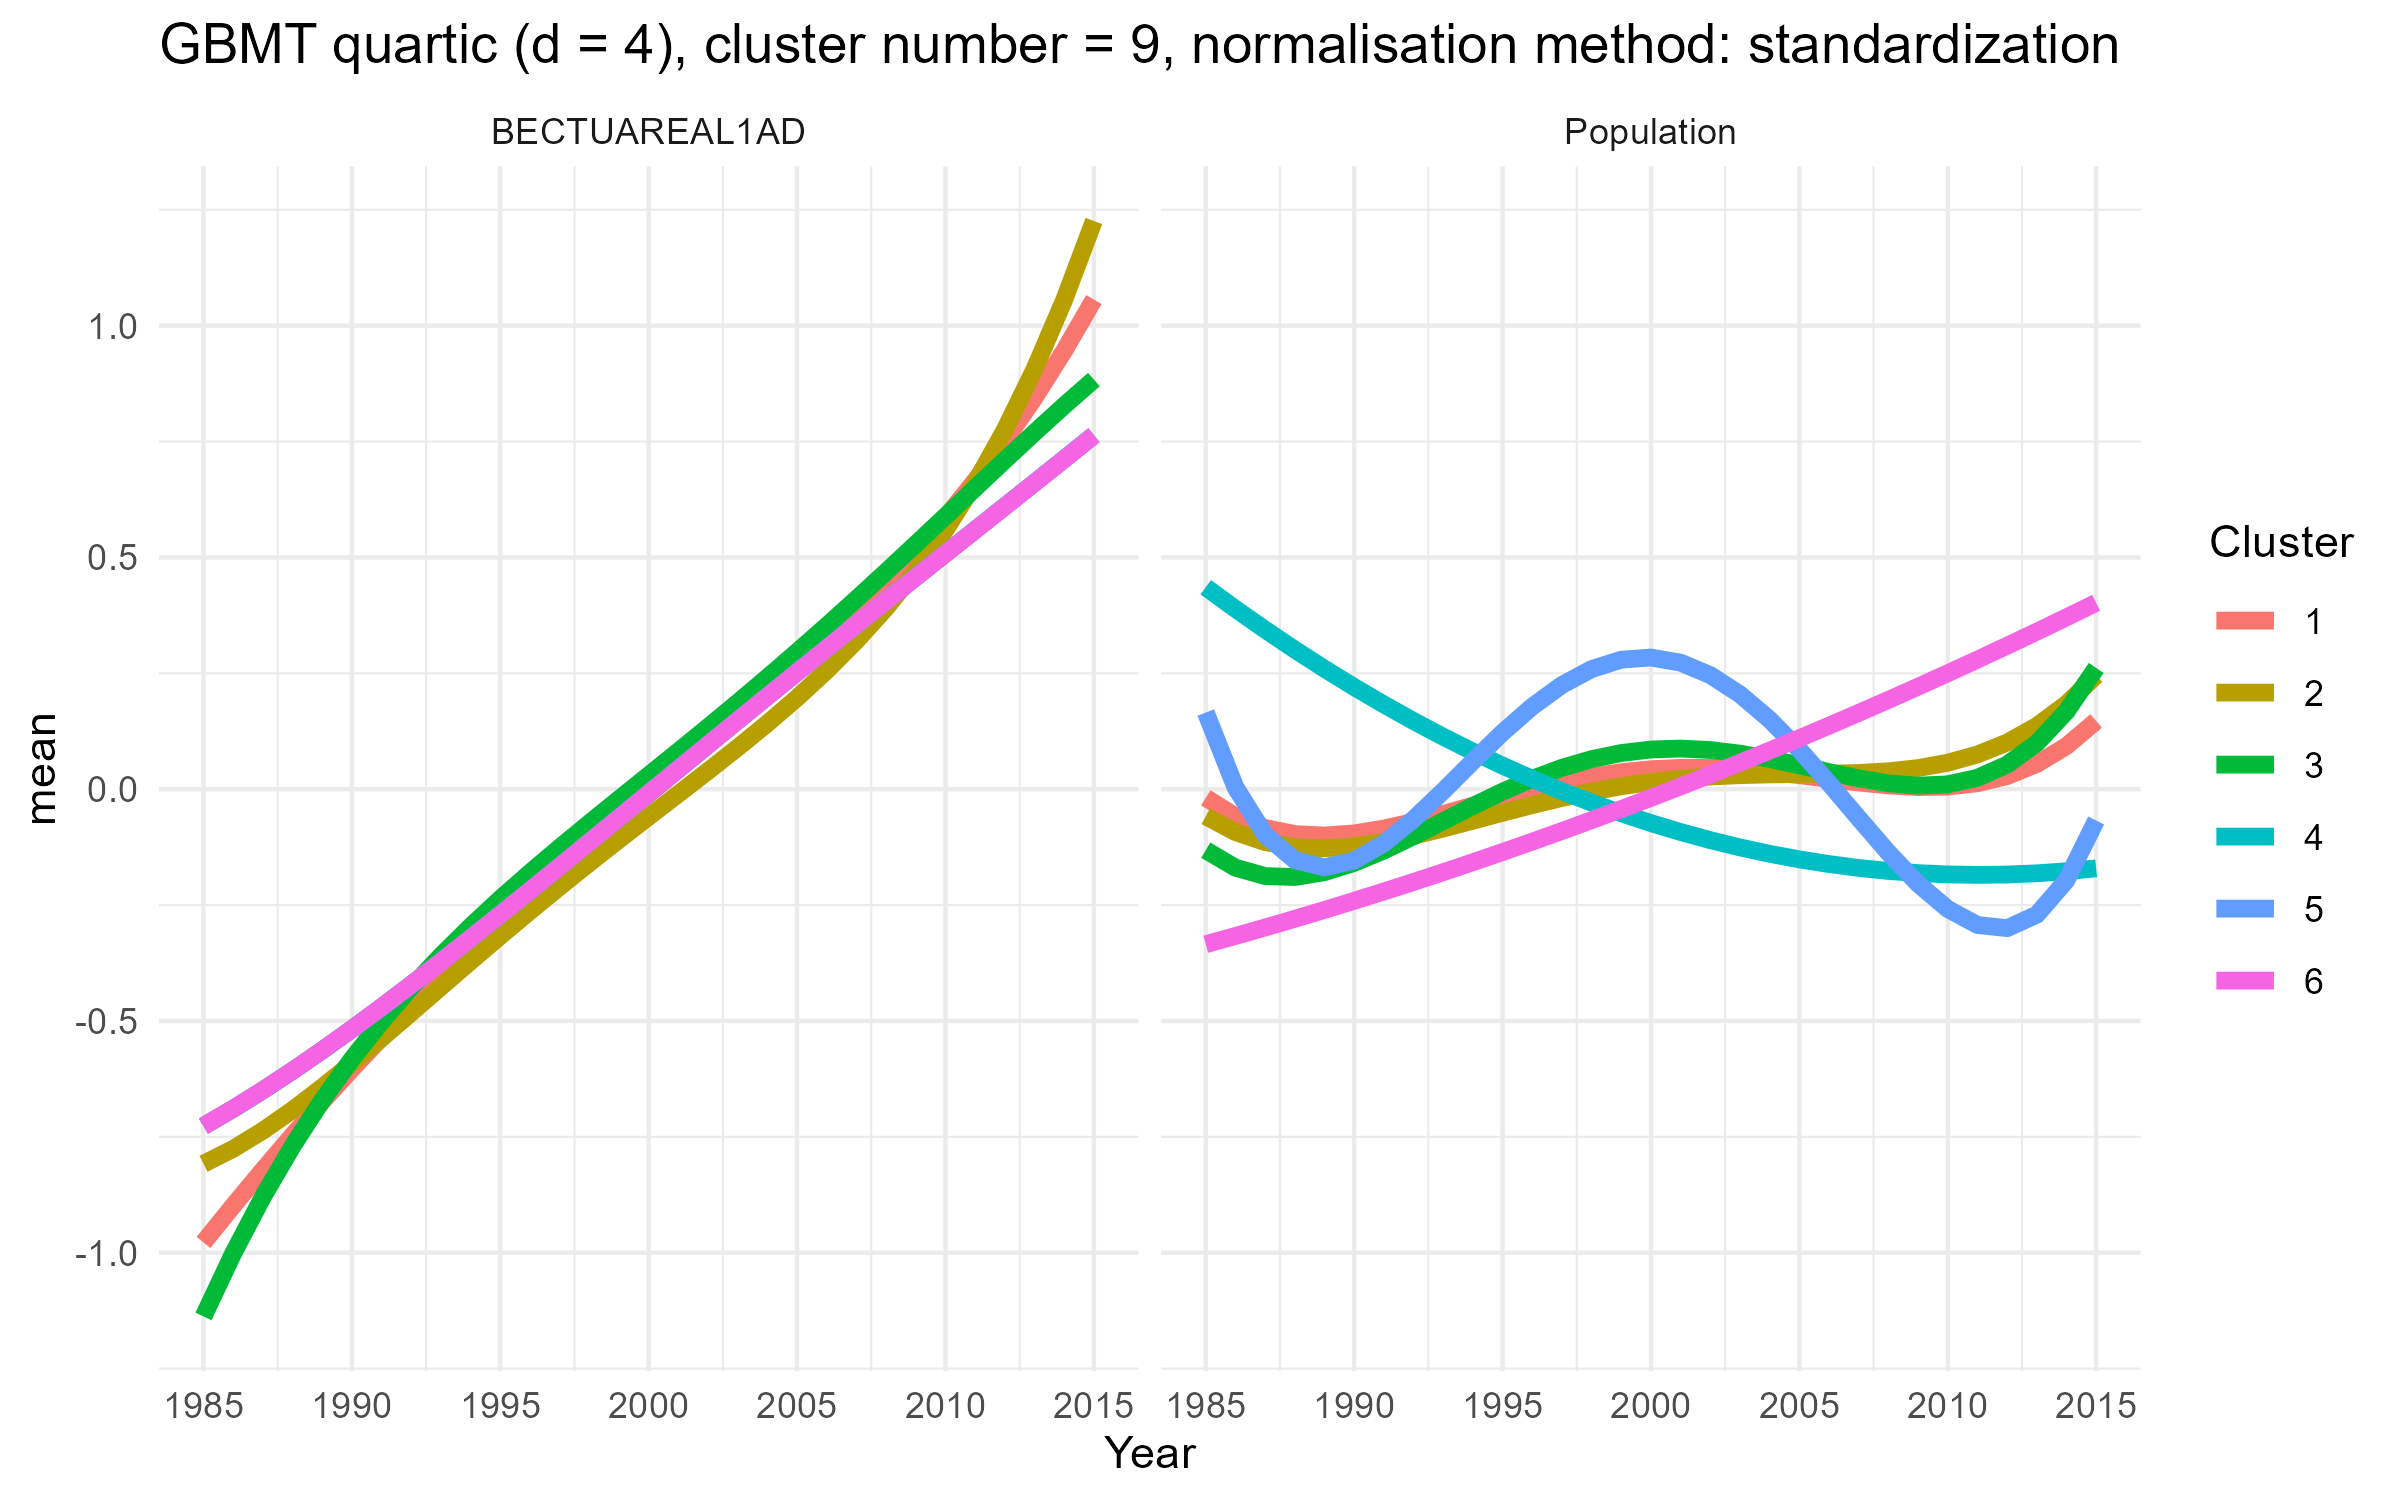 GBMT quartic (d = 4), cluster number = 9, normalisation method: standardization
BECTUAREAL1AD Population
mean
1.0
0.5
0.0
-0.5
-1.0
1985 1990 1995 2000 2005 2010 2015 1985 1990 1995 2000 2005 2010 2015
Year
Cluster
1
2
3
4
5
6